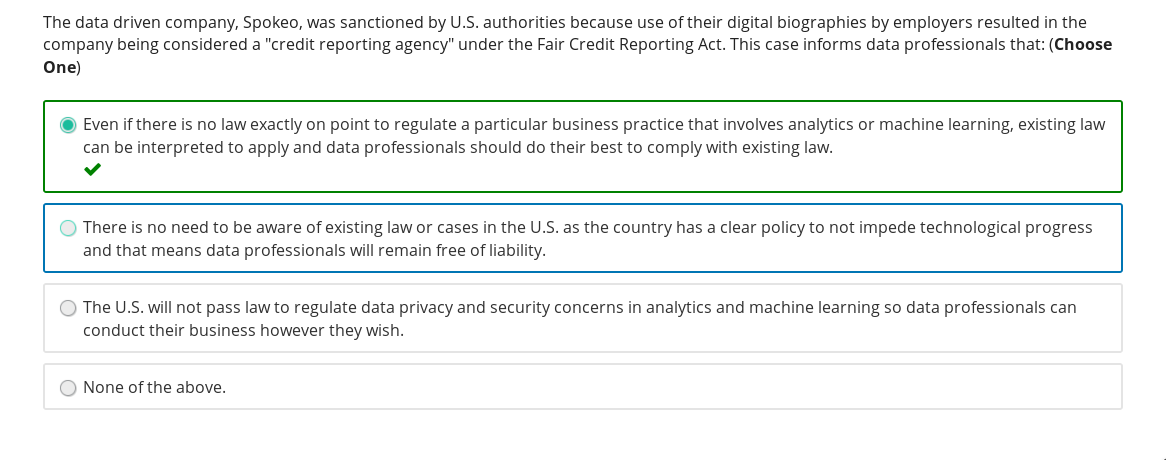 The data driven company, Spokeo, was sanctioned by U.S. authorities because use of their digital biographies by employers resulted in the
company being considered a "credit reporting agency" under the Fair Credit Reporting Act. This case informs data professionals that: (Choose
One)
Even if there is no law exactly on point to regulate a particular business practice that involves analytics or machine learning, existing law
can be interpreted to apply and data professionals should do their best to comply with existing law.
There is no need to be aware of existing law or cases in the U.S. as the country has a clear policy to not impede technological progress
and that means data professionals will remain free of liability.
The U.S. will not pass law to regulate data privacy and security concerns in analytics and machine learning so data professionals can
conduct their business however they wish.
None of the above.